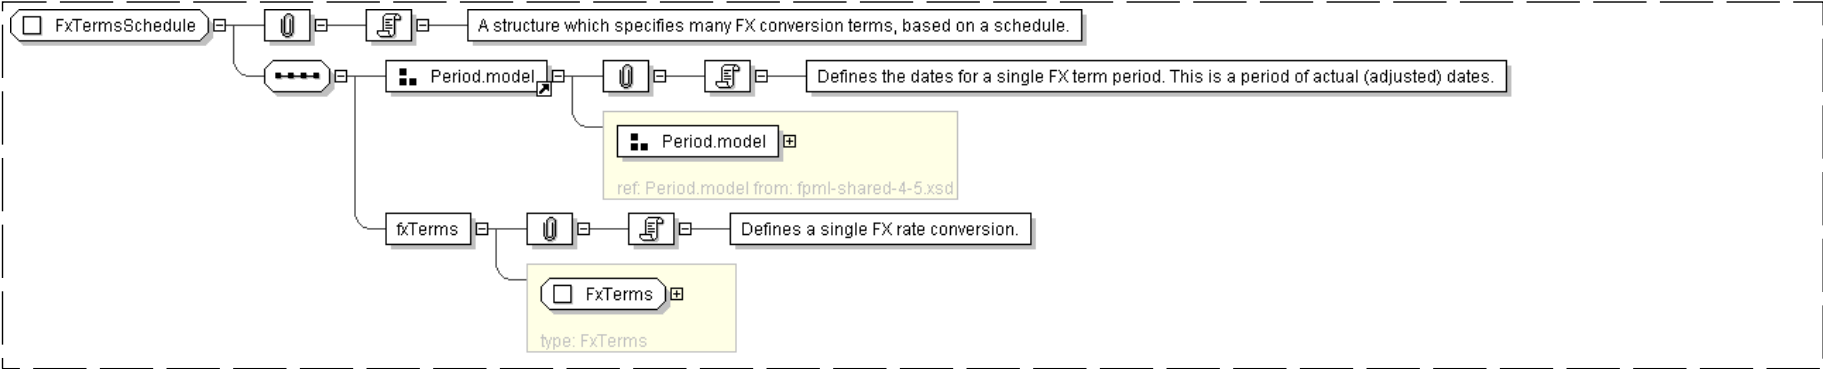 FxTermsSchedule
A structure which specifies many FX conversion terms, based on a schedule.
Period.model
Defines the dates for a single FX term period. This is a period of actual (adjusted) dates.
Period.model
ref: Period.model from: fpml-shared-4-5.xsd
fxTerms
Defines a single FX rate conversion.
FxTerms
type: FxTerms